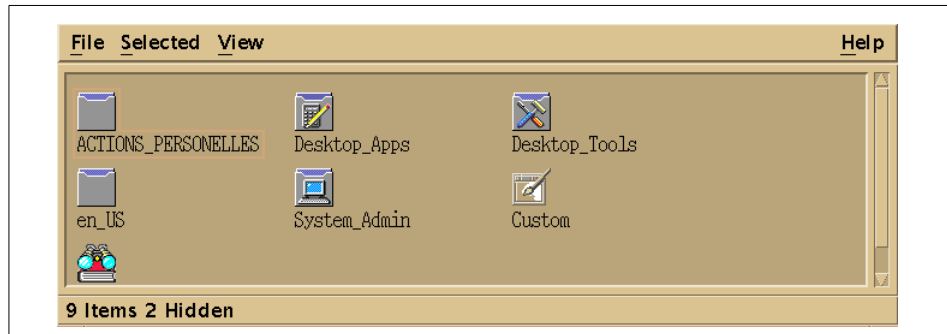 File Selected View Help
ACTIONS_PERSONELLES Desktop_Apps Desktop_Tools
en_US System_Admin Custom
9 Items 2 Hidden